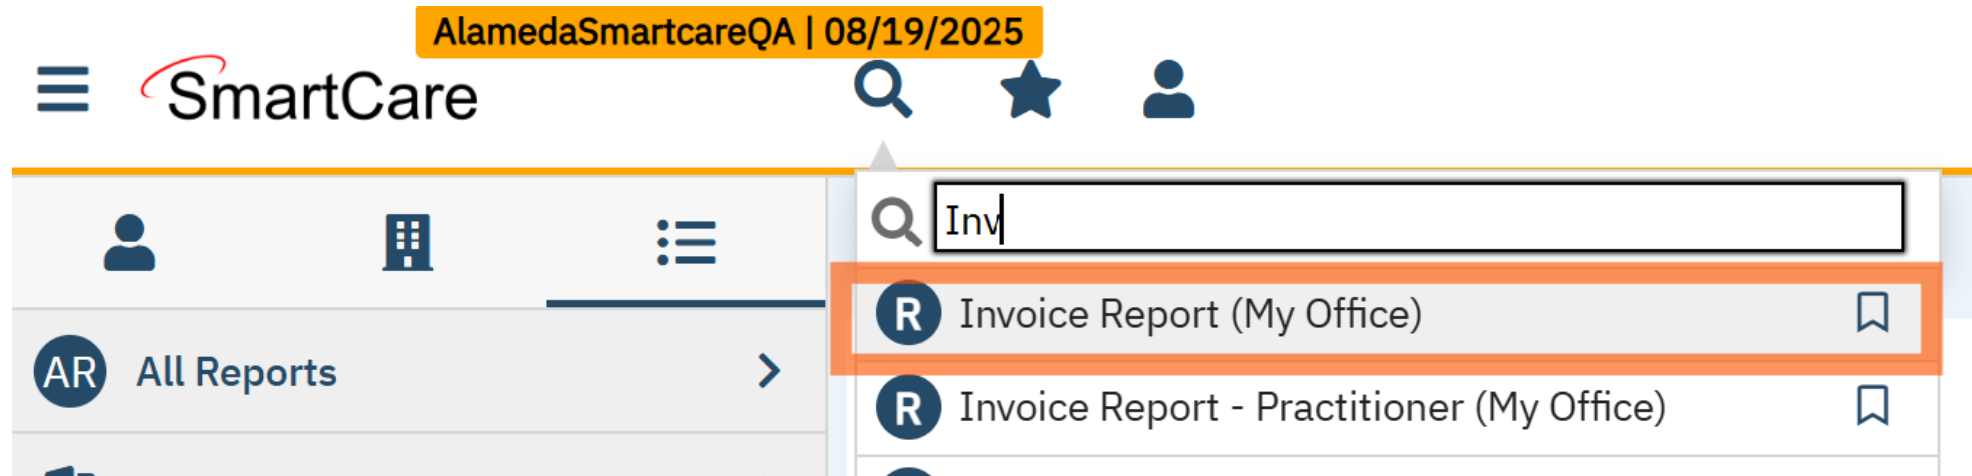 AlamedaSmartcareQA | 08/19/2025
SmartCare
Inv
R Invoice Report (My Office)
AR All Reports
R Invoice Report - Practitioner (My Office)